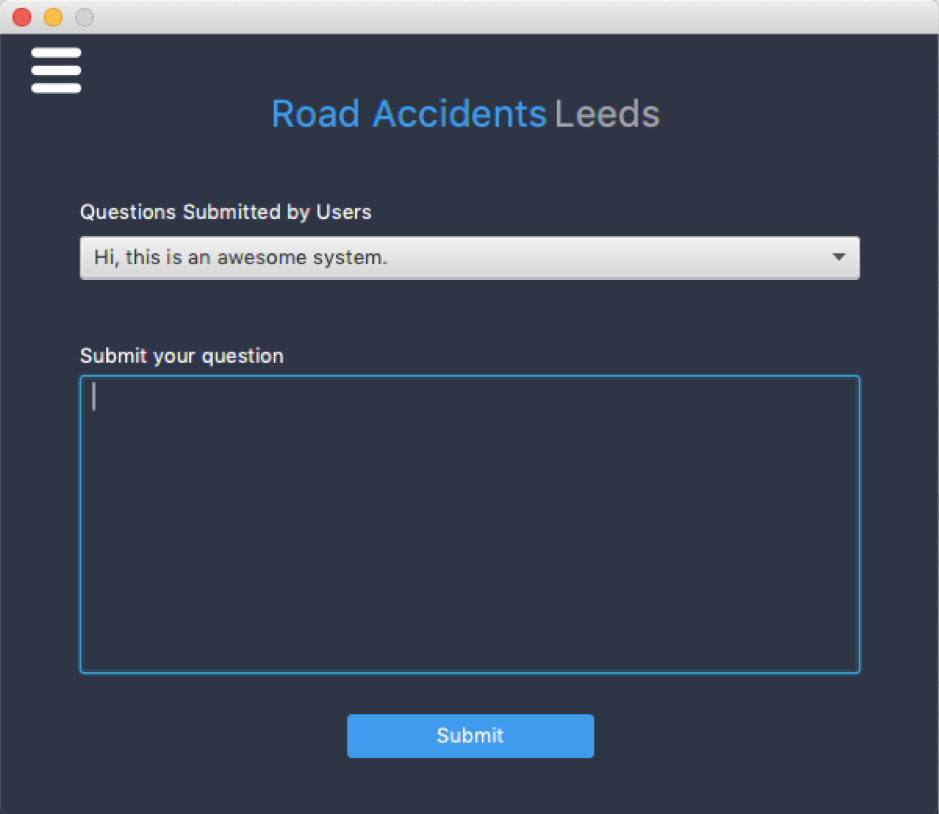 Road Accidents Leeds
Questions Submitted by Users
Hi, this is an awesome system.
Submit your question
Submit